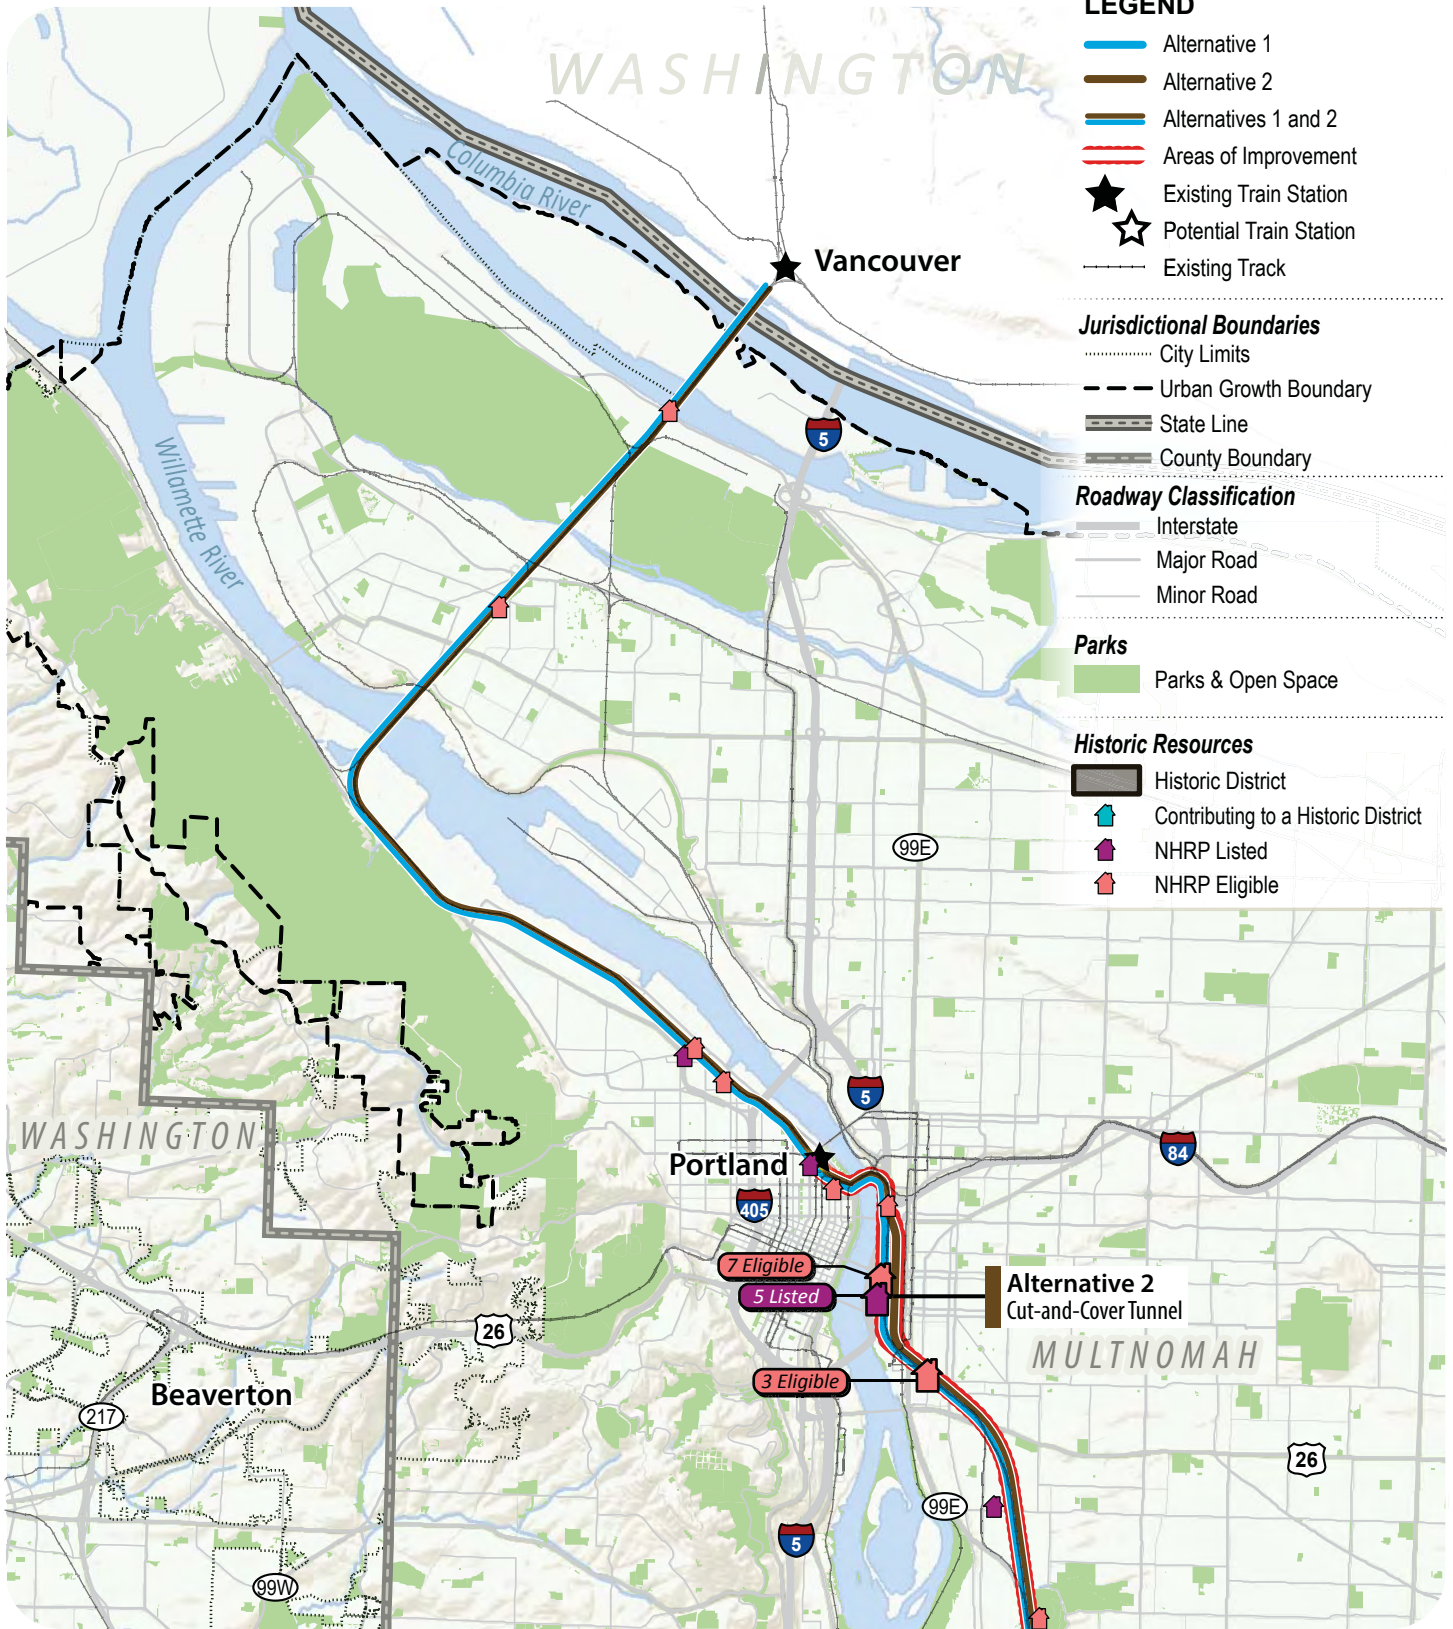 LEGEND
Alternative 1
Alternative 2
Alternatives 1 and 2
Areas of Improvement
Existing Train Station
Potential Train Station
Existing Track
Jurisdictional Boundaries
City Limits
Urban Growth Boundary
State Line
County Boundary
Roadway Classification
Interstate
Major Road
Minor Road
Parks
Parks & Open Space
Historic Resources
Historic District
Contributing to a Historic District
NHRP Listed
NHRP Eligible
WASHINGTON
Columbia River
Vancouver
5
Willamette River
99E
5
84
WASHINGTON
Portland
405
7 Eligible
5 Listed
Alternative 2
Cut-and-Cover Tunnel
26
MULTNOMAH
3 Eligible
Beaverton
217
26
99E
5
99W